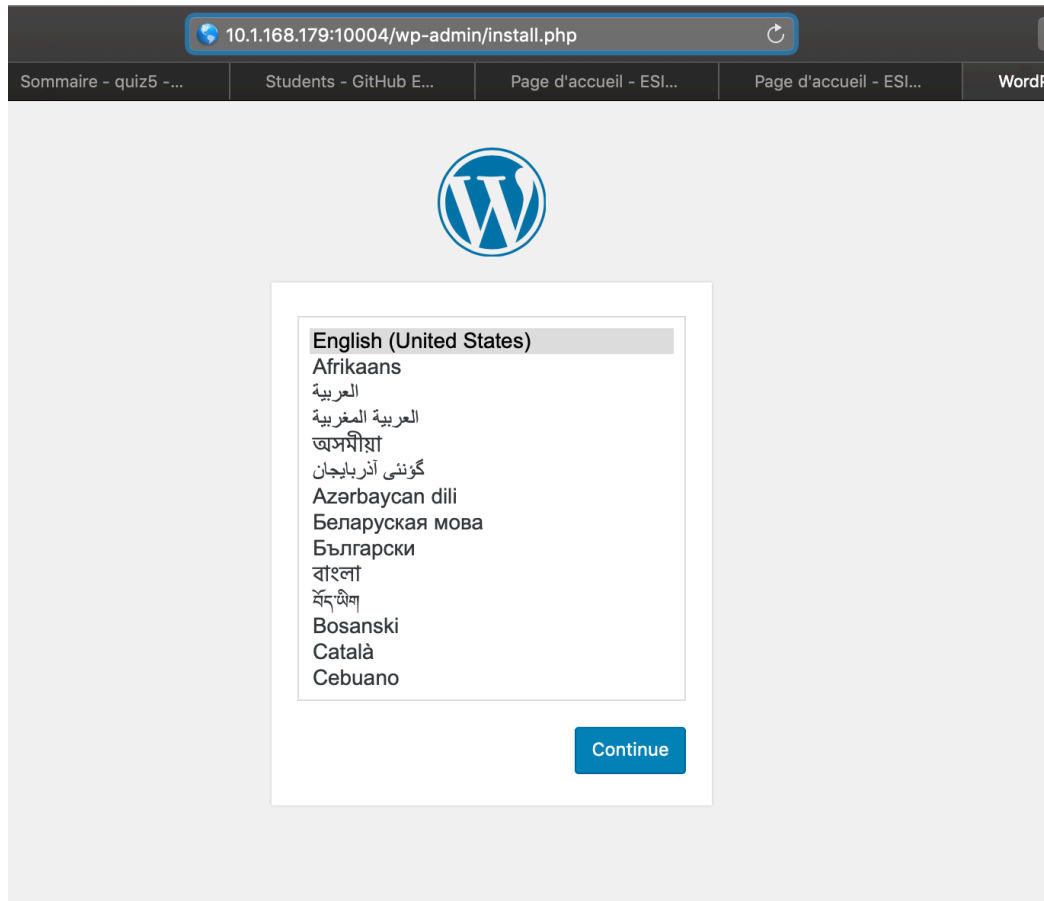 10.1.168.179:10004/wp-admin/install.php
Sommaire - quiz5 -...
Students - GitHub E...
Page d'accueil - ESI...
Page d'accueil - ESI...
WordP
English (United States)
Afrikaans
العربية
العربية المغربية
অসমীয়া
گؤنئی آذربایجان
Azərbaycan dili
Беларуская мова
Български
বাংলা
བོད་ཡིག
Bosanski
Català
Cebuano
Continue